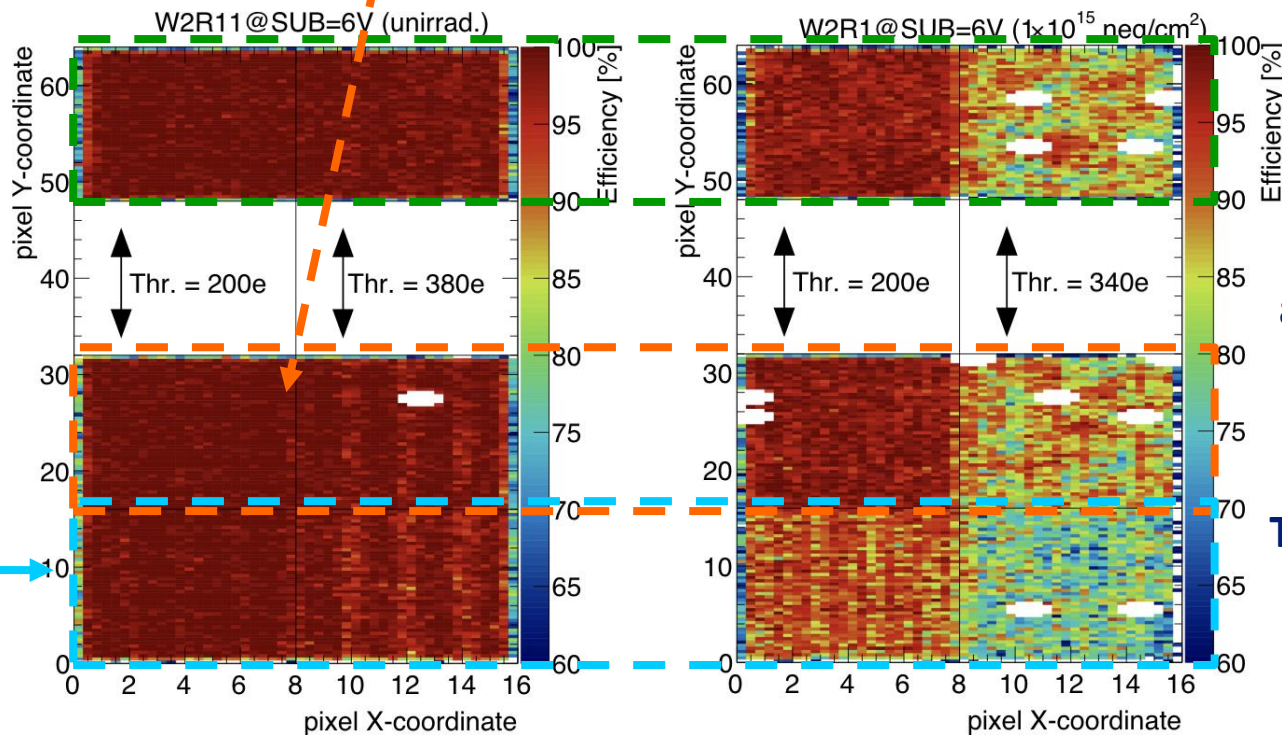 W2R11@SUB=6V (unirrad.)
pixel Y-coordinate
60
50
40
30
20
10
0
Thr. = 200e
Thr. = 380e
0 2 4 6 8 10 12 14 16
pixel X-coordinate
100
95
90
85
80
75
70
65
60
Efficiency [%]
W2R1@SUB=6V (1×10^15 neq/cm²)
pixel Y-coordinate
60
50
40
30
20
10
0
Thr. = 200e
Thr. = 340e
0 2 4 6 8 10 12 14 16
pixel X-coordinate
100
95
90
85
80
75
70
65
60
Efficiency [%]
T